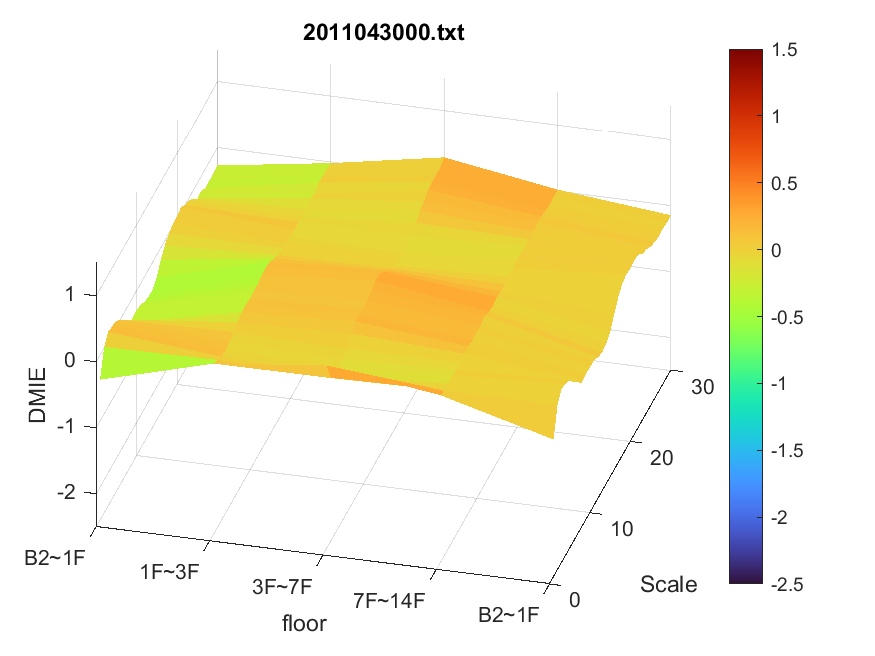 2011043000.txt
1.5
1
0.5
0
-0.5
-1
-1.5
-2
-2.5
1
0
-1
-2
DMIE
B2~1F
1F~3F
3F~7F
7F~14F
B2~1F
floor
0
10
20
30
Scale